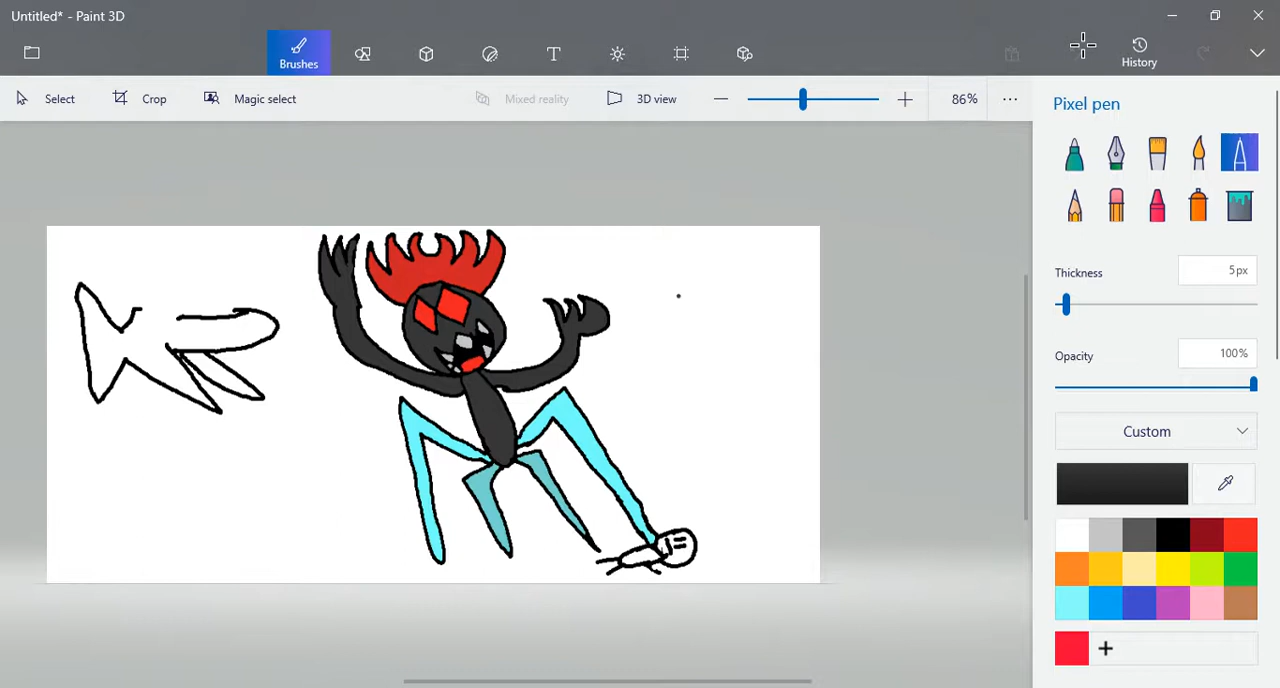 Untitled* - Paint 3D
Brushes
T
History
Select
Crop
Magic select
Mixed reality
3D view
86%
Pixel pen
Thickness
5px
Opacity
100%
Custom